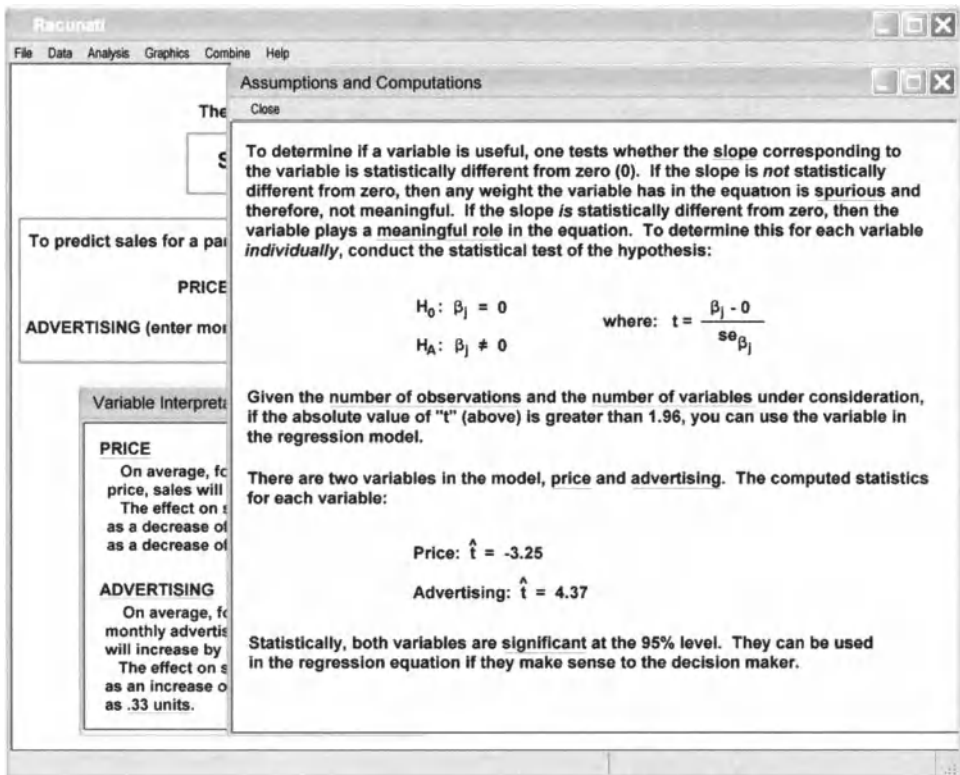 Racunati
File Data Analysis Graphics Combine Help
The
S
To predict sales for a pa
PRICE
ADVERTISING (enter mo
Variable Interpreta
PRICE
On average, fo
price, sales will
The effect on s
as a decrease of
as a decrease of
ADVERTISING
On average, fo
monthly advertis
will increase by
The effect on s
as an increase o
as .33 units.
Assumptions and Computations
Close
To determine if a variable is useful, one tests whether the slope corresponding to
the variable is statistically different from zero (0). If the slope is not statistically
different from zero, then any weight the variable has in the equation is spurious and
therefore, not meaningful. If the slope is statistically different from zero, then the
variable plays a meaningful role in the equation. To determine this for each variable
individually, conduct the statistical test of the hypothesis:
H₀: βⱼ = 0
where: t = (βⱼ - 0) / se_βⱼ
H_A: βⱼ ≠ 0
Given the number of observations and the number of variables under consideration,
if the absolute value of "t" (above) is greater than 1.96, you can use the variable in
the regression model.
There are two variables in the model, price and advertising. The computed statistics
for each variable:
Price: t̂ = -3.25
Advertising: t̂ = 4.37
Statistically, both variables are significant at the 95% level. They can be used
in the regression equation if they make sense to the decision maker.